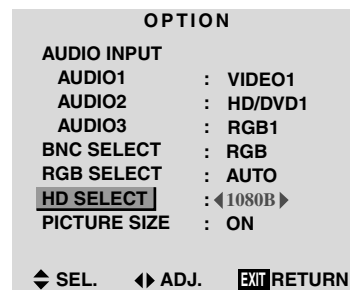 OPTION
AUDIO INPUT
AUDIO1 : VIDEO1
AUDIO2 : HD/DVD1
AUDIO3 : RGB1
BNC SELECT : RGB
RGB SELECT : AUTO
HD SELECT : 1080B
PICTURE SIZE : ON
SEL. ADJ. EXIT RETURN